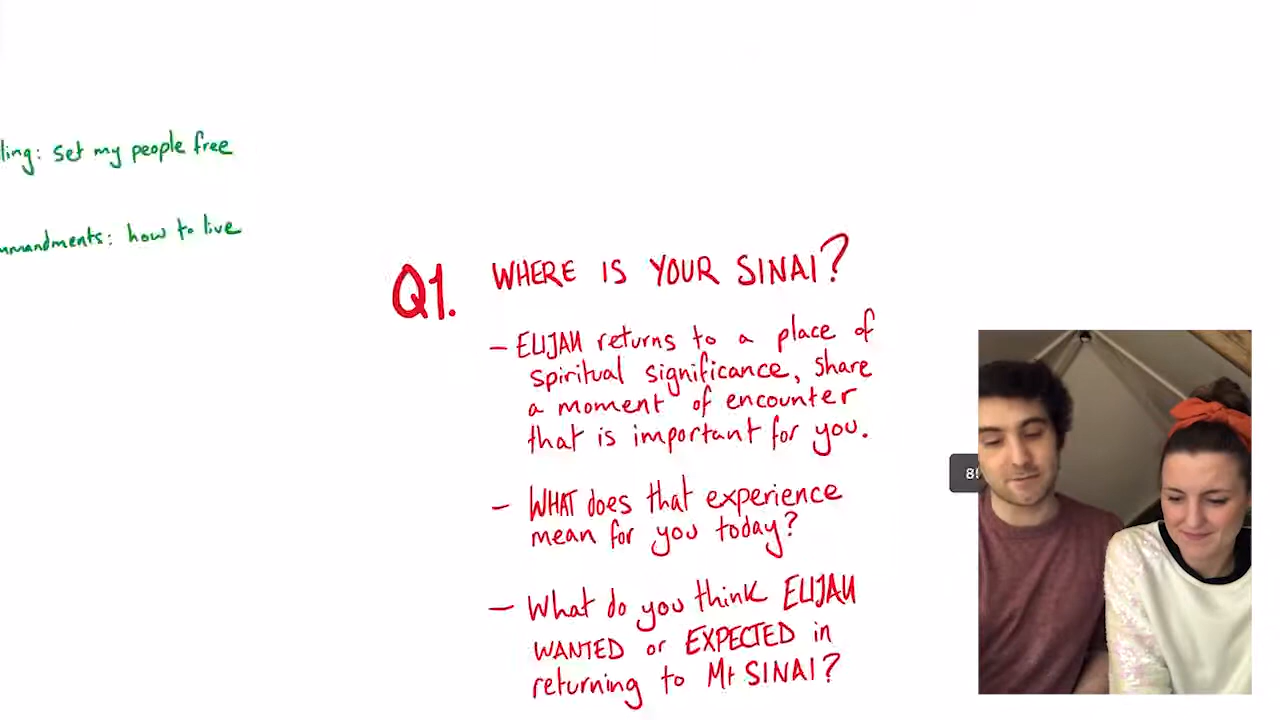 set my people free
how to live
Q1. WHERE IS YOUR SINAI?
- ELIJAH returns to a place of
spiritual significance, share
a moment of encounter
that is important for you.
- WHAT does that experience
mean for you today?
- What do you think ELIJAH
WANTED or EXPECTED in
returning to Mt SINAI?